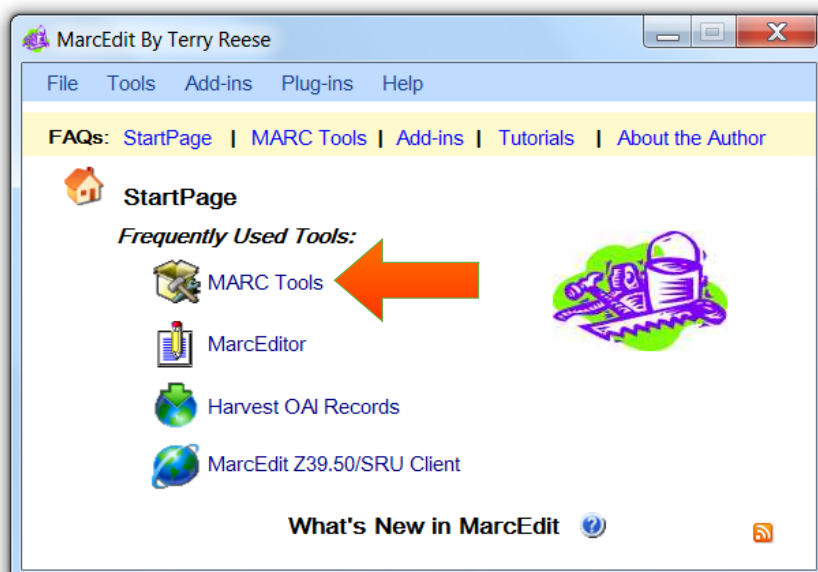 MarcEdit By Terry Reese
File Tools Add-ins Plug-ins Help
FAQs: StartPage | MARC Tools | Add-ins | Tutorials | About the Author
StartPage
Frequently Used Tools:
MARC Tools
MarcEditor
Harvest OAI Records
MarcEdit Z39.50/SRU Client
What's New in MarcEdit